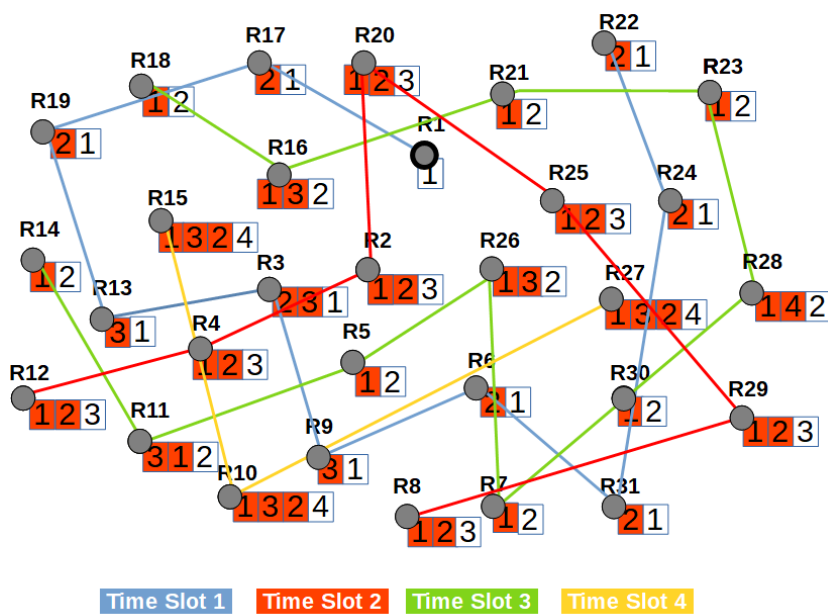 R22
R17
R20
R18
2 1
2 1
1 2 3
R21
R23
1 2
R19
1 2
1 2
R1
2 1
R16
1
R25
R24
1 3 2
R15
1 2 3
2 1
R14
1 3 2 4
R2
R26
R3
R27
R28
1 2
R13
1 2 3
1 3 2
2 3 1
1 3 2 4
1 4 2
3 1
R4
R5
R12
1 2 3
1 2
R6
R30
R29
1 2 3
R11
2 1
1 2
R9
1 2 3
3 1 2
R10
3 1
R8
R7
R31
1 3 2 4
1 2 3
1 2
2 1
Time Slot 1
Time Slot 2
Time Slot 3
Time Slot 4